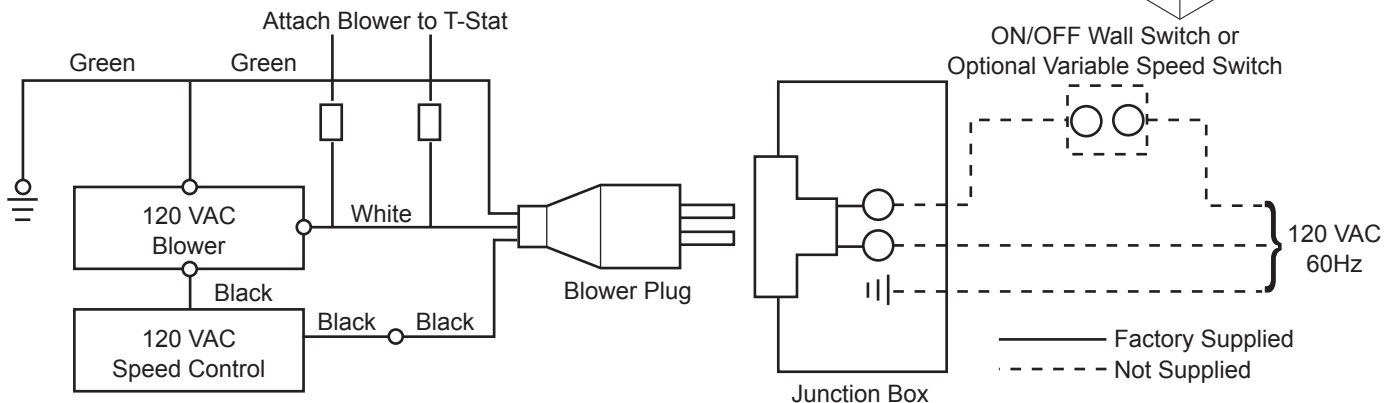 Attach Blower to T-Stat
Green
Green
ON/OFF Wall Switch or
Optional Variable Speed Switch
120 VAC
Blower
White
Black
120 VAC
Speed Control
Black
Black
Blower Plug
Junction Box
120 VAC
60Hz
Factory Supplied
Not Supplied